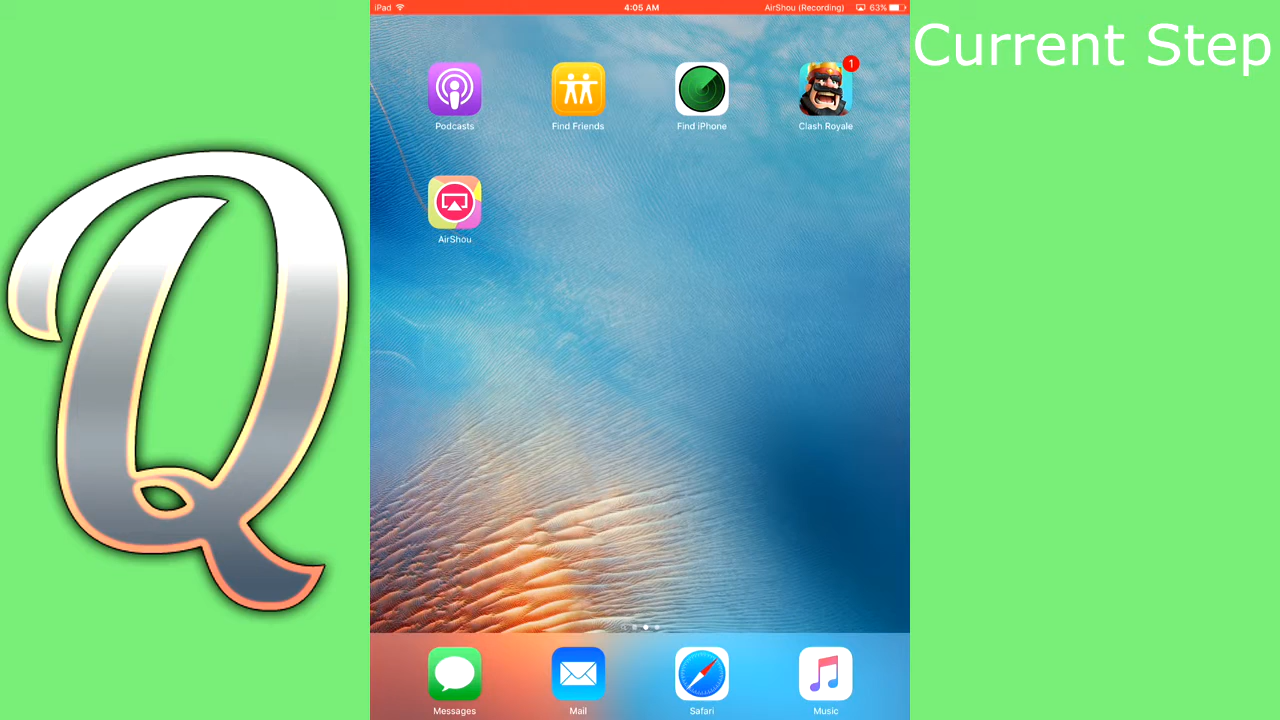 iPad 4:05 AM AirShou (Recording) 63%
Current Step
1
Podcasts Find Friends Find iPhone Clash Royale
AirShou
Q
Messages Mail Safari Music